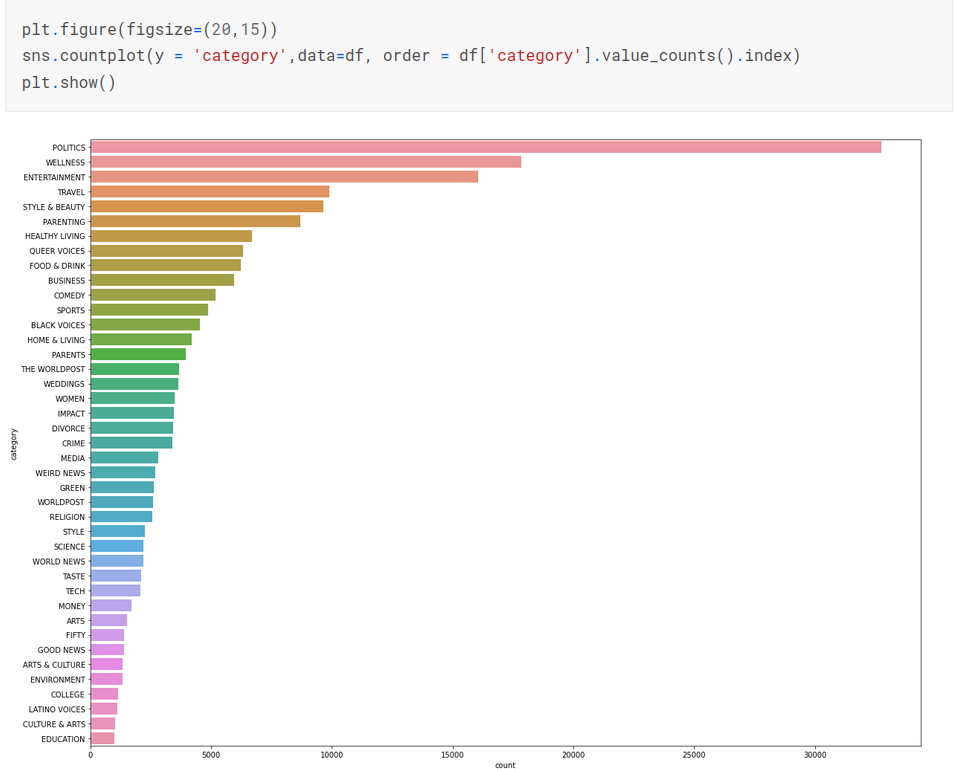 plt.figure(figsize=(20,15))
sns.countplot(y = 'category',data=df, order = df['category'].value_counts().index)
plt.show()
POLITICS
WELLNESS
ENTERTAINMENT
TRAVEL
STYLE & BEAUTY
PARENTING
HEALTHY LIVING
QUEER VOICES
FOOD & DRINK
BUSINESS
COMEDY
SPORTS
BLACK VOICES
HOME & LIVING
PARENTS
THE WORLDPOST
WEDDINGS
WOMEN
IMPACT
DIVORCE
CRIME
MEDIA
WEIRD NEWS
GREEN
WORLDPOST
RELIGION
STYLE
SCIENCE
WORLD NEWS
TASTE
TECH
MONEY
ARTS
FIFTY
GOOD NEWS
ARTS & CULTURE
ENVIRONMENT
COLLEGE
LATINO VOICES
CULTURE & ARTS
EDUCATION
category
0 5000 10000 15000 20000 25000 30000
count